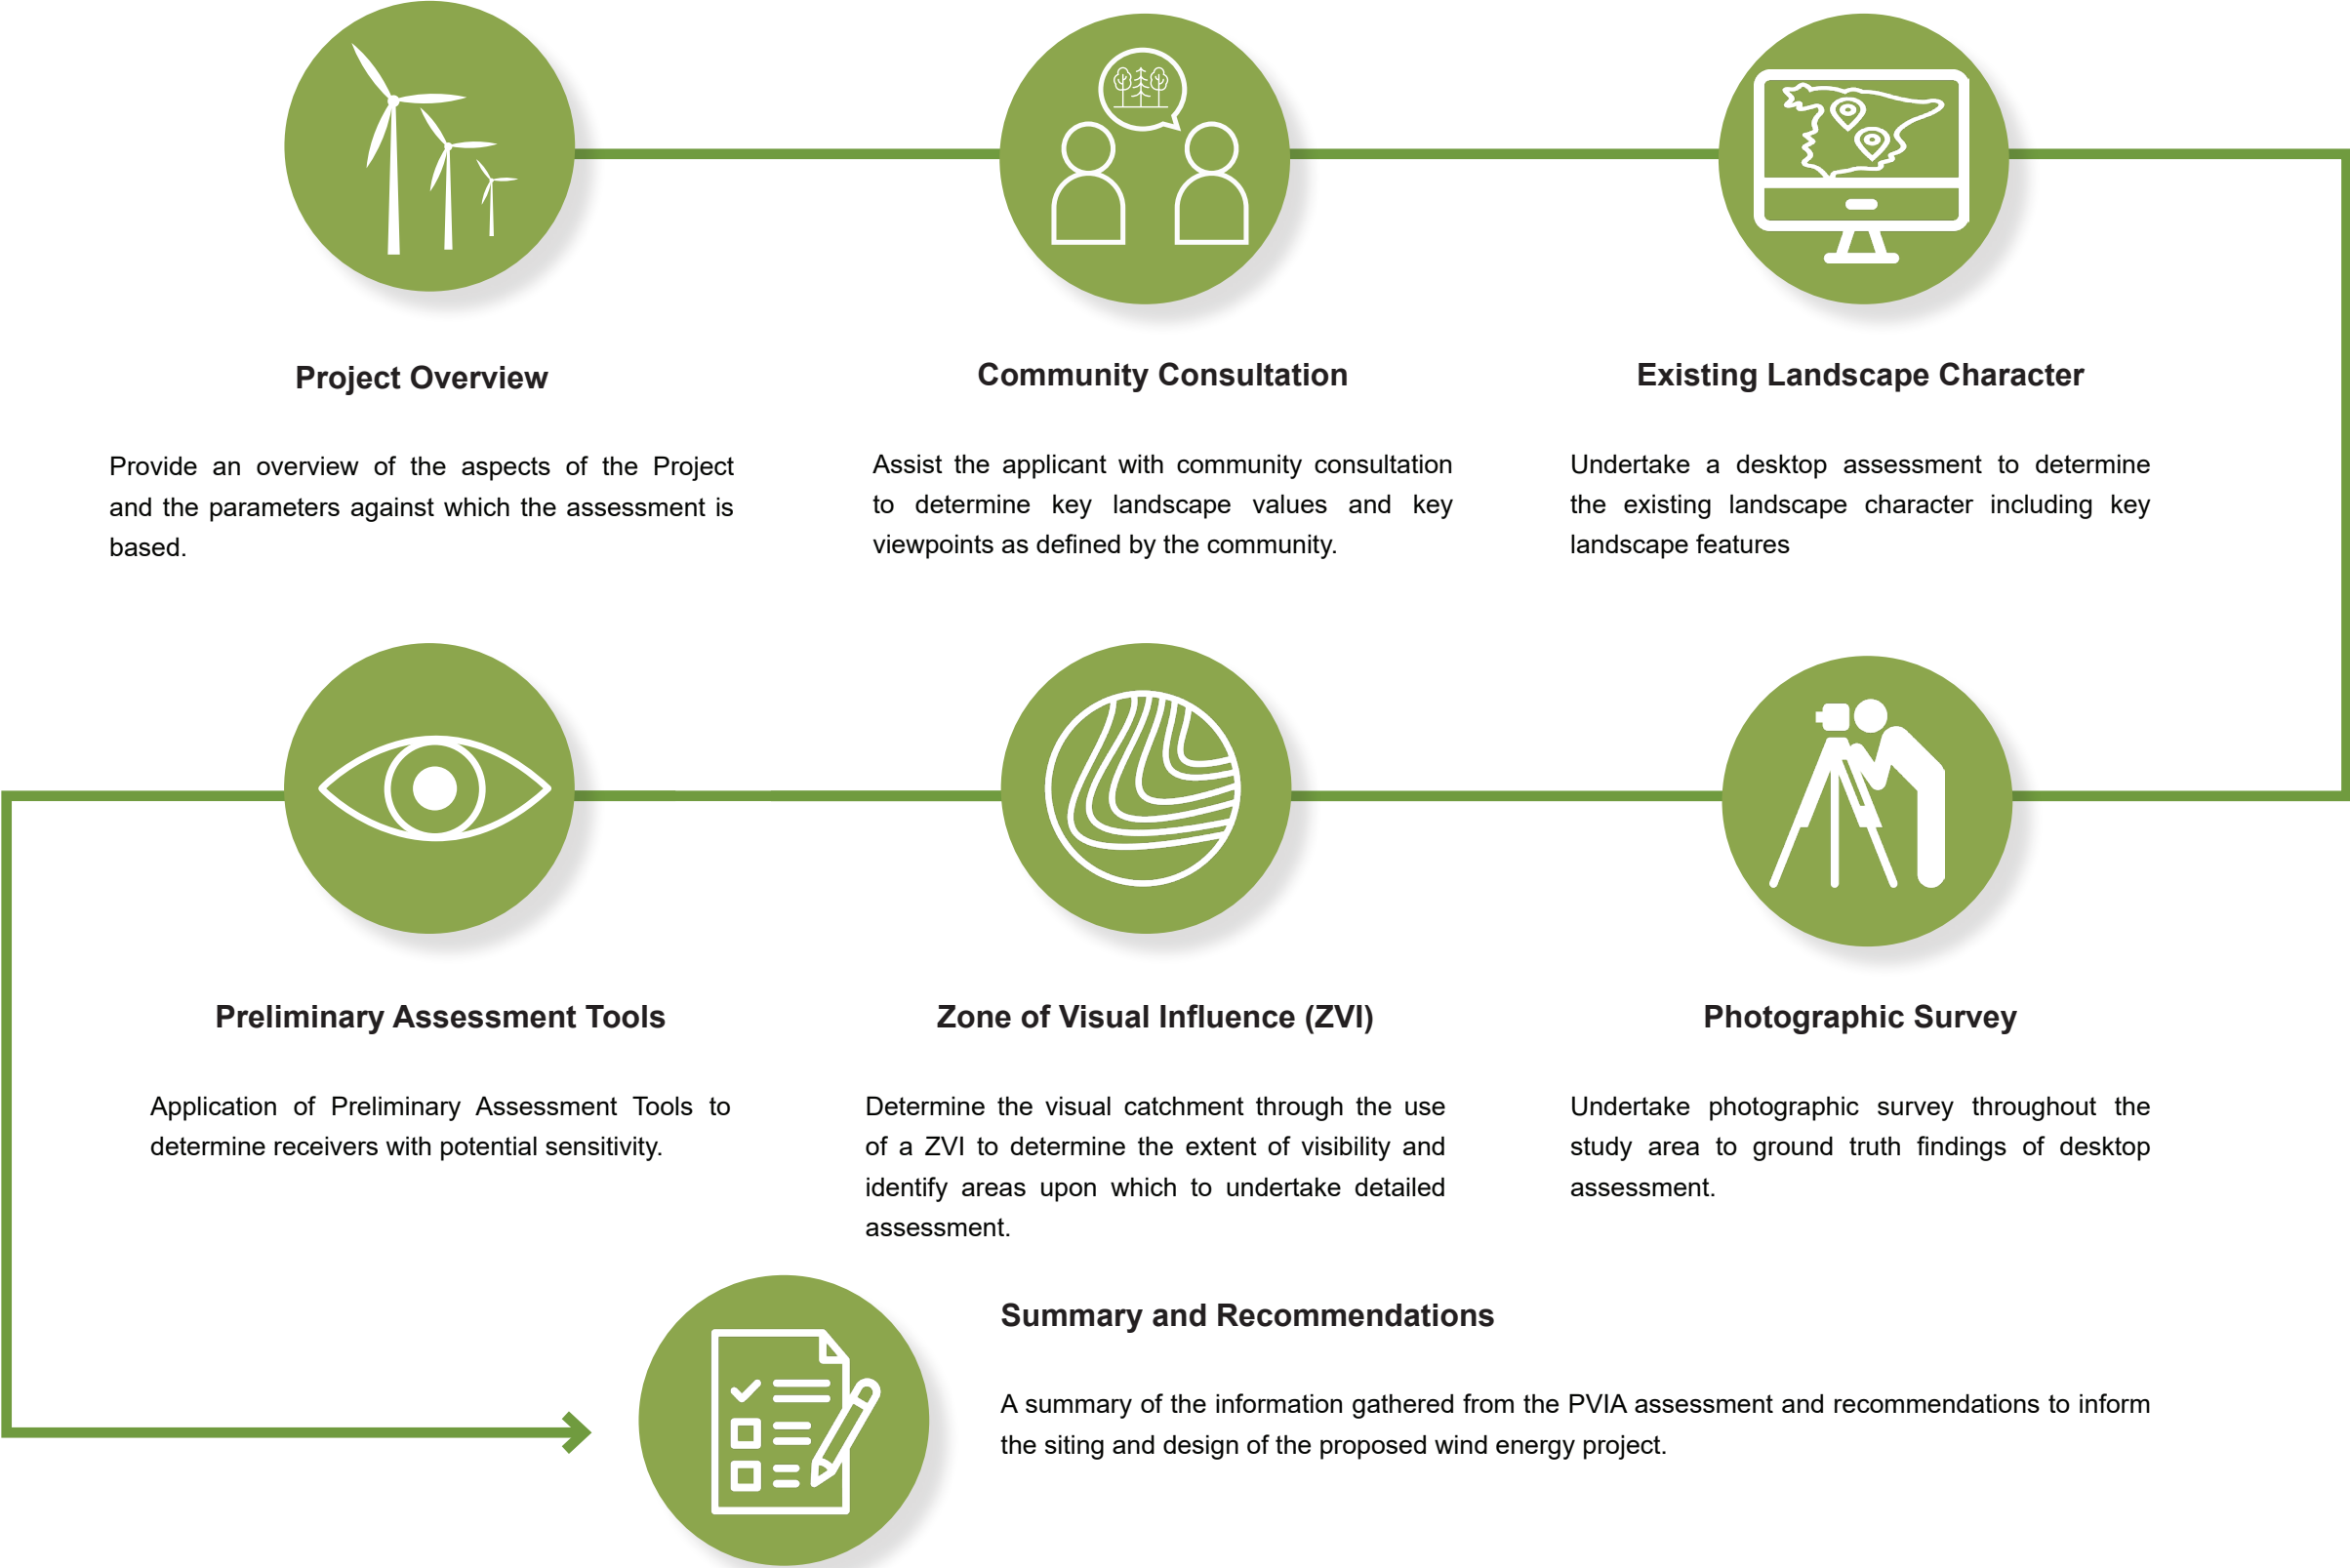 Project Overview
Provide an overview of the aspects of the Project
and the parameters against which the assessment is
based.
Community Consultation
Assist the applicant with community consultation
to determine key landscape values and key
viewpoints as defined by the community.
Existing Landscape Character
Undertake a desktop assessment to determine
the existing landscape character including key
landscape features
Photographic Survey
Undertake photographic survey throughout the
study area to ground truth findings of desktop
assessment.
Zone of Visual Influence (ZVI)
Determine the visual catchment through the use
of a ZVI to determine the extent of visibility and
identify areas upon which to undertake detailed
assessment.
Preliminary Assessment Tools
Application of Preliminary Assessment Tools to
determine receivers with potential sensitivity.
Summary and Recommendations
A summary of the information gathered from the PVIA assessment and recommendations to inform
the siting and design of the proposed wind energy project.